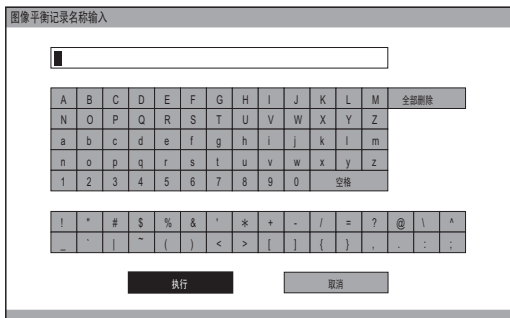 图像平衡记录名称输入
A B C D E F G H I J K L M 全部删除
N O P Q R S T U V W X Y Z
a b c d e f g h i j k l m
n o p q r s t u v w x y z
1 2 3 4 5 6 7 8 9 0 空格
! " # $ % & ' * + - / = ? @ \ ^
_ ` | ~ ( ) < > [ ] { } , . : ;
执行 取消